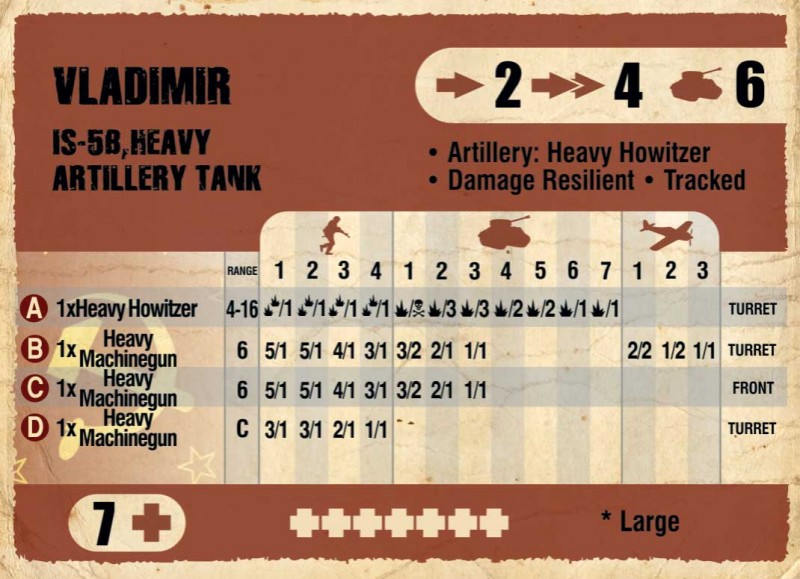 VLADIMIR
IS-5B, HEAVY
ARTILLERY TANK
2 4 6
• Artillery: Heavy Howitzer
• Damage Resilient • Tracked
RANGE 1 2 3 4 1 2 3 4 5 6 7 1 2 3
A 1xHeavy Howitzer 4-16 /1 /1 /1 /1 / /3 /3 /2 /2 /1 /1 TURRET
B 1x Heavy Machinegun 6 5/1 5/1 4/1 3/1 3/2 2/1 1/1 2/2 1/2 1/1 TURRET
C 1x Heavy Machinegun 6 5/1 5/1 4/1 3/1 3/2 2/1 1/1 FRONT
D 1x Heavy Machinegun C 3/1 3/1 2/1 1/1 TURRET
7
* Large